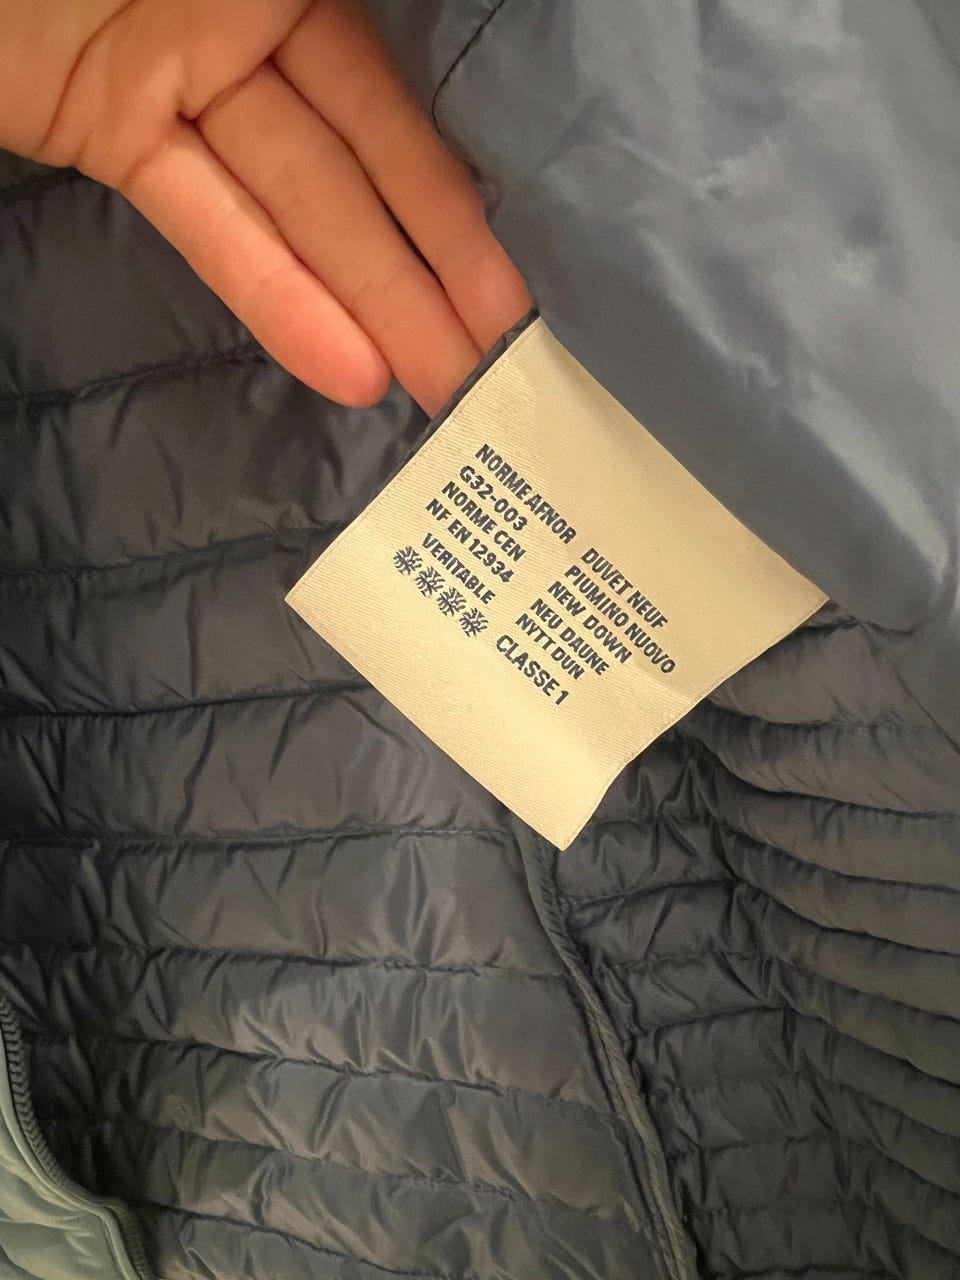 NORME AFNOR
G32-003
NORME CEN
NF EN 12934
VERITABLE
DUVET NEUF
PIUMINO NUOVO
NEW DOWN
NEU DAUNE
NYTT DUN
CLASSE 1